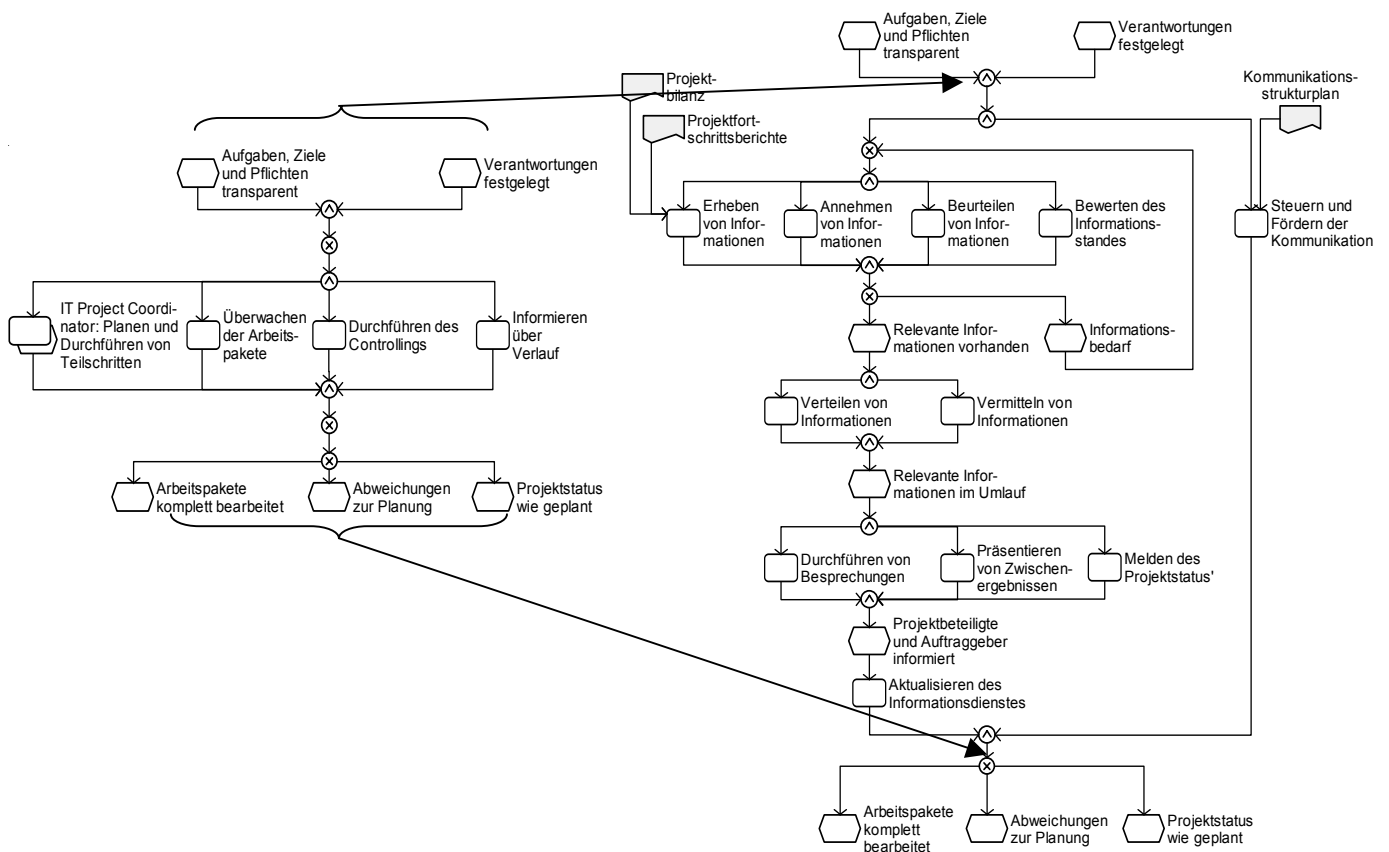 Aufgaben, Ziele
und Pflichten
transparent
Verantwortungen
festgelegt
Projekt-
bilanz
Kommunikations-
strukturplan
Projektfort-
schrittsberichte
Aufgaben, Ziele
und Pflichten
transparent
Verantwortungen
festgelegt
Erheben
von Infor-
mationen
Annehmen
von Infor-
mationen
Beurteilen
von Infor-
mationen
Bewerten des
Informations-
standes
Steuern und
Fördern der
Kommunikation
IT Project Coordi-
nator: Planen und
Durchführen von
Teilschritten
Überwachen
der Arbeits-
pakete
Durchführen des
Controllings
Informieren
über
Verlauf
Relevante Infor-
mationen vorhanden
Informations-
bedarf
Verteilen von
Informationen
Vermitteln von
Informationen
Arbeitspakete
komplett bearbeitet
Abweichungen
zur Planung
Projektstatus
wie geplant
Relevante Infor-
mationen im Umlauf
Durchführen von
Besprechungen
Präsentieren
von Zwischen-
ergebnissen
Melden des
Projektstatus'
Projektbeteiligte
und Auftraggeber
informiert
Aktualisieren des
Informationsdienstes
Arbeitspakete
komplett
bearbeitet
Abweichungen
zur Planung
Projektstatus
wie geplant